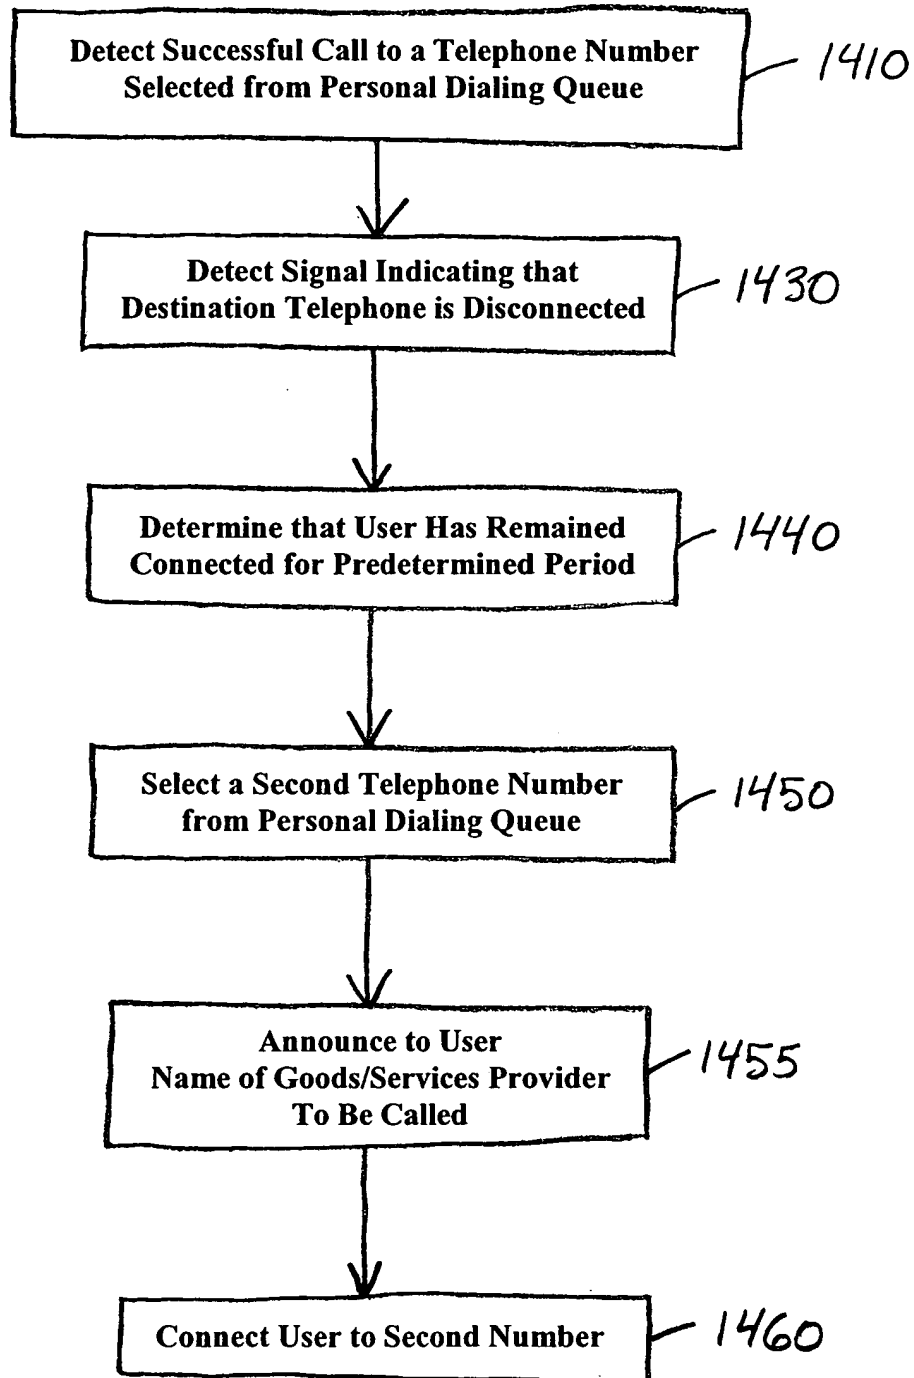 Detect Successful Call to a Telephone Number
Selected from Personal Dialing Queue
1410
Detect Signal Indicating that
Destination Telephone is Disconnected
1430
Determine that User Has Remained
Connected for Predetermined Period
1440
Select a Second Telephone Number
from Personal Dialing Queue
1450
Announce to User
Name of Goods/Services Provider
To Be Called
1455
Connect User to Second Number
1460